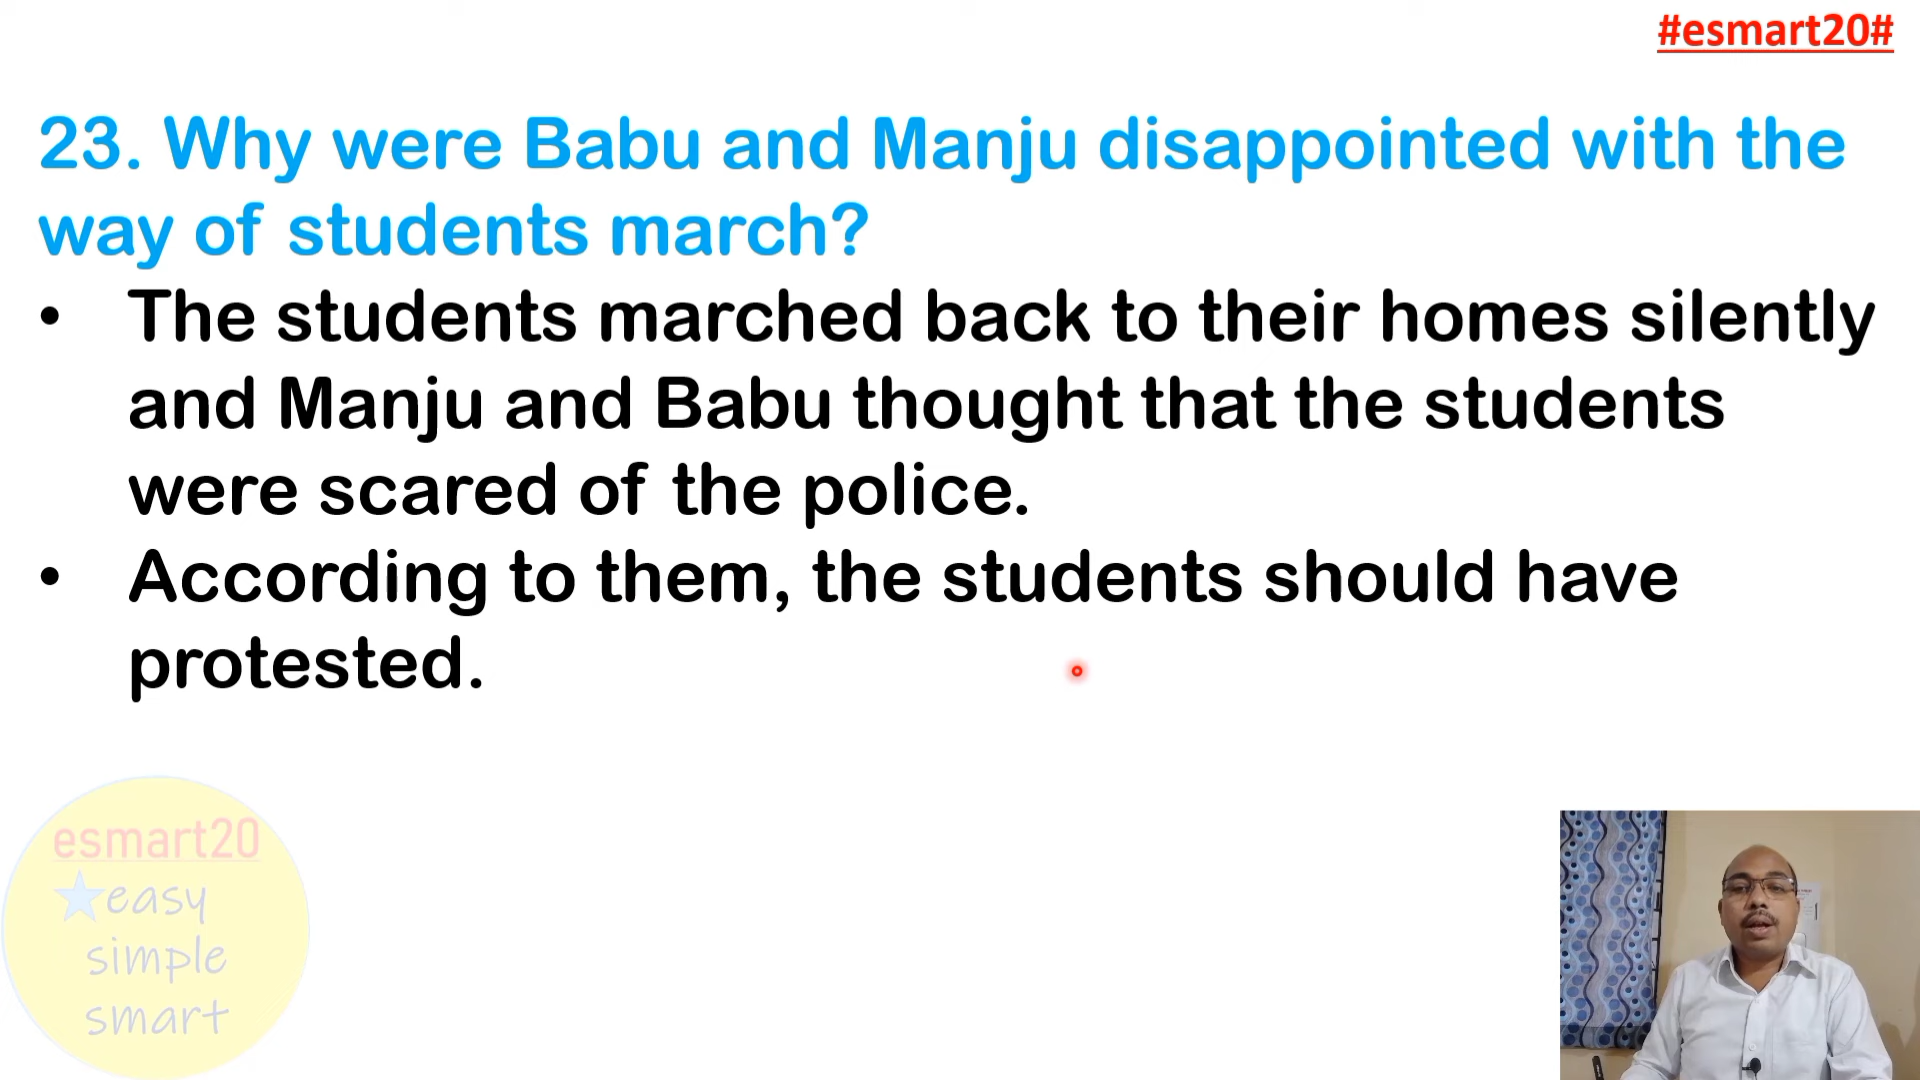 #esmart20#
23. Why were Babu and Manju disappointed with the
way of students march?
• The students marched back to their homes silently
and Manju and Babu thought that the students
were scared of the police.
• According to them, the students should have
protested.
esmart20
easy
simple
smart